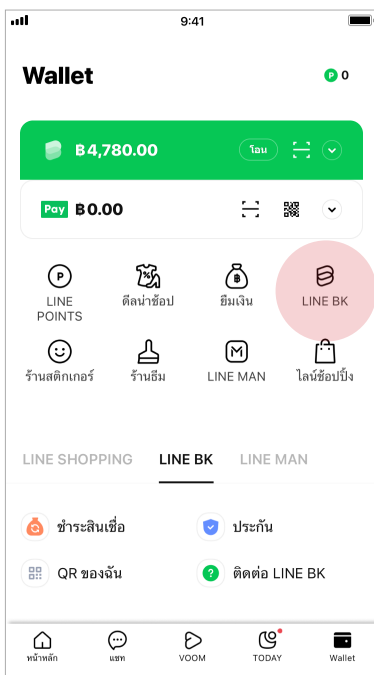 9:41
Wallet
P 0
฿4,780.00 โอน
Pay ฿0.00
LINE POINTS
ดีลน่าช้อป
ยืมเงิน
LINE BK
ร้านสติกเกอร์
ร้านธีม
LINE MAN
ไลน์ช้อปปิ้ง
LINE SHOPPING LINE BK LINE MAN
ชำระสินเชื่อ
ประกัน
QR ของฉัน
ติดต่อ LINE BK
หน้าหลัก แชท VOOM TODAY Wallet